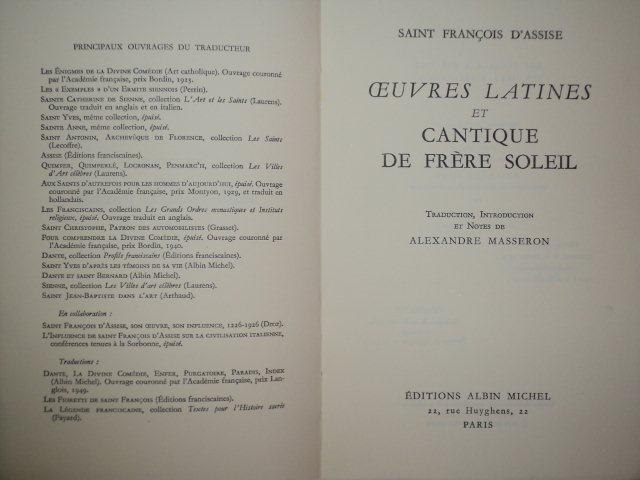 PRINCIPAUX OUVRAGES DU TRADUCTEUR
LES ÉNIGMES DE LA DIVINE COMÉDIE (Art catholique). Ouvrage couronné
par l'Académie française, prix Bordin, 1925.
LES « EXEMPLES » D'UN ERMITE SIENNOIS (Perrin).
SAINTE CATHERINE DE SIENNE, collection L'Art et les Saints (Laurens).
Ouvrage traduit en anglais et en italien.
SAINT YVES, même collection, épuisé.
SAINTE ANNE, même collection, épuisé.
SAINT ANTONIN, ARCHEVÊQUE DE FLORENCE, collection Les Saints
(Lecoffre).
ASSISE (Éditions franciscaines).
QUIMPER, QUIMPERLÉ, LOCRONAN, PENMARC'H, collection Les Villes
d'Art célèbres (Laurens).
AUX SAINTS D'AUTREFOIS POUR LES HOMMES D'AUJOURD'HUI, épuisé. Ouvrage
couronné par l'Académie française, prix Montyon, 1929, et traduit en
hollandais.
LES FRANCISCAINS, collection Les Grands Ordres monastiques et Instituts
religieux, épuisé. Ouvrage traduit en anglais.
SAINT CHRISTOPHE, PATRON DES AUTOMOBILISTES (Grasset).
POUR COMPRENDRE LA DIVINE COMÉDIE, épuisé. Ouvrage couronné par
l'Académie française, prix Bordin, 1940.
DANTE, collection Profils franciscains (Éditions franciscaines).
SAINT YVES D'APRÈS LES TÉMOINS DE SA VIE (Albin Michel).
DANTE ET SAINT BERNARD (Albin Michel).
SIENNE, collection Les Villes d'art célèbres (Laurens).
SAINT JEAN-BAPTISTE DANS L'ART (Arthaud).
En collaboration :
SAINT FRANÇOIS D'ASSISE, SON ŒUVRE, SON INFLUENCE, 1226-1926 (Droz).
L'INFLUENCE DE SAINT FRANÇOIS D'ASSISE SUR LA CIVILISATION ITALIENNE,
conférences tenues à la Sorbonne, épuisé.
Traductions :
DANTE, LA DIVINE COMÉDIE, ENFER, PURGATOIRE, PARADIS, INDEX
(Albin Michel). Ouvrage couronné par l'Académie française, prix Lan-
glois, 1949.
LES FIORETTI DE SAINT FRANÇOIS (Éditions franciscaines).
LA LÉGENDE FRANCISCAINE, collection Textes pour l'Histoire sacrée
(Fayard).
SAINT FRANÇOIS D'ASSISE
ŒUVRES LATINES
ET
CANTIQUE
DE FRÈRE SOLEIL
TRADUCTION, INTRODUCTION
ET NOTES DE
ALEXANDRE MASSERON
ÉDITIONS ALBIN MICHEL
22, rue Huyghens, 22
PARIS